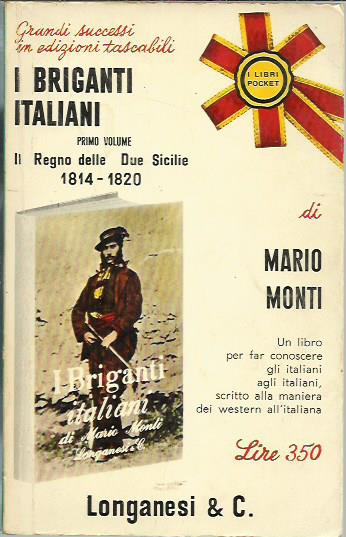 Grandi successi
in edizioni tascabili
I BRIGANTI
ITALIANI
PRIMO VOLUME
Il Regno delle Due Sicilie
1814-1820
I LIBRI
POCKET
di
MARIO
MONTI
Un libro
per far conoscere
gli italiani
agli italiani,
scritto alla maniera
dei western all'italiana
Lire 350
I Briganti
italiani
di Mario Monti
Longanesi & C.
Longanesi & C.